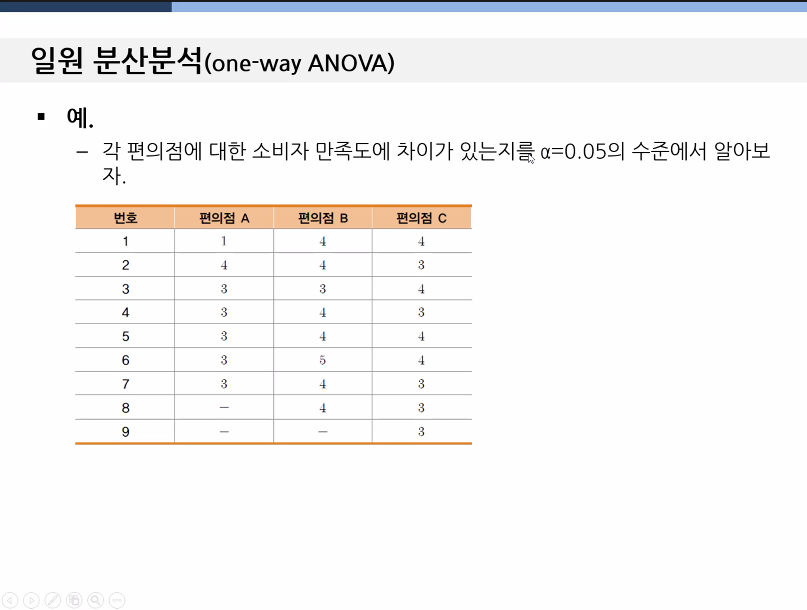 일원 분산분석(one-way ANOVA)
▪ 예.
– 각 편의점에 대한 소비자 만족도에 차이가 있는지를 α=0.05의 수준에서 알아보
자.
번호 편의점 A 편의점 B 편의점 C
1 1 4 4
2 4 4 3
3 3 3 4
4 3 4 3
5 3 4 4
6 3 5 4
7 3 4 3
8 – 4 3
9 – – 3